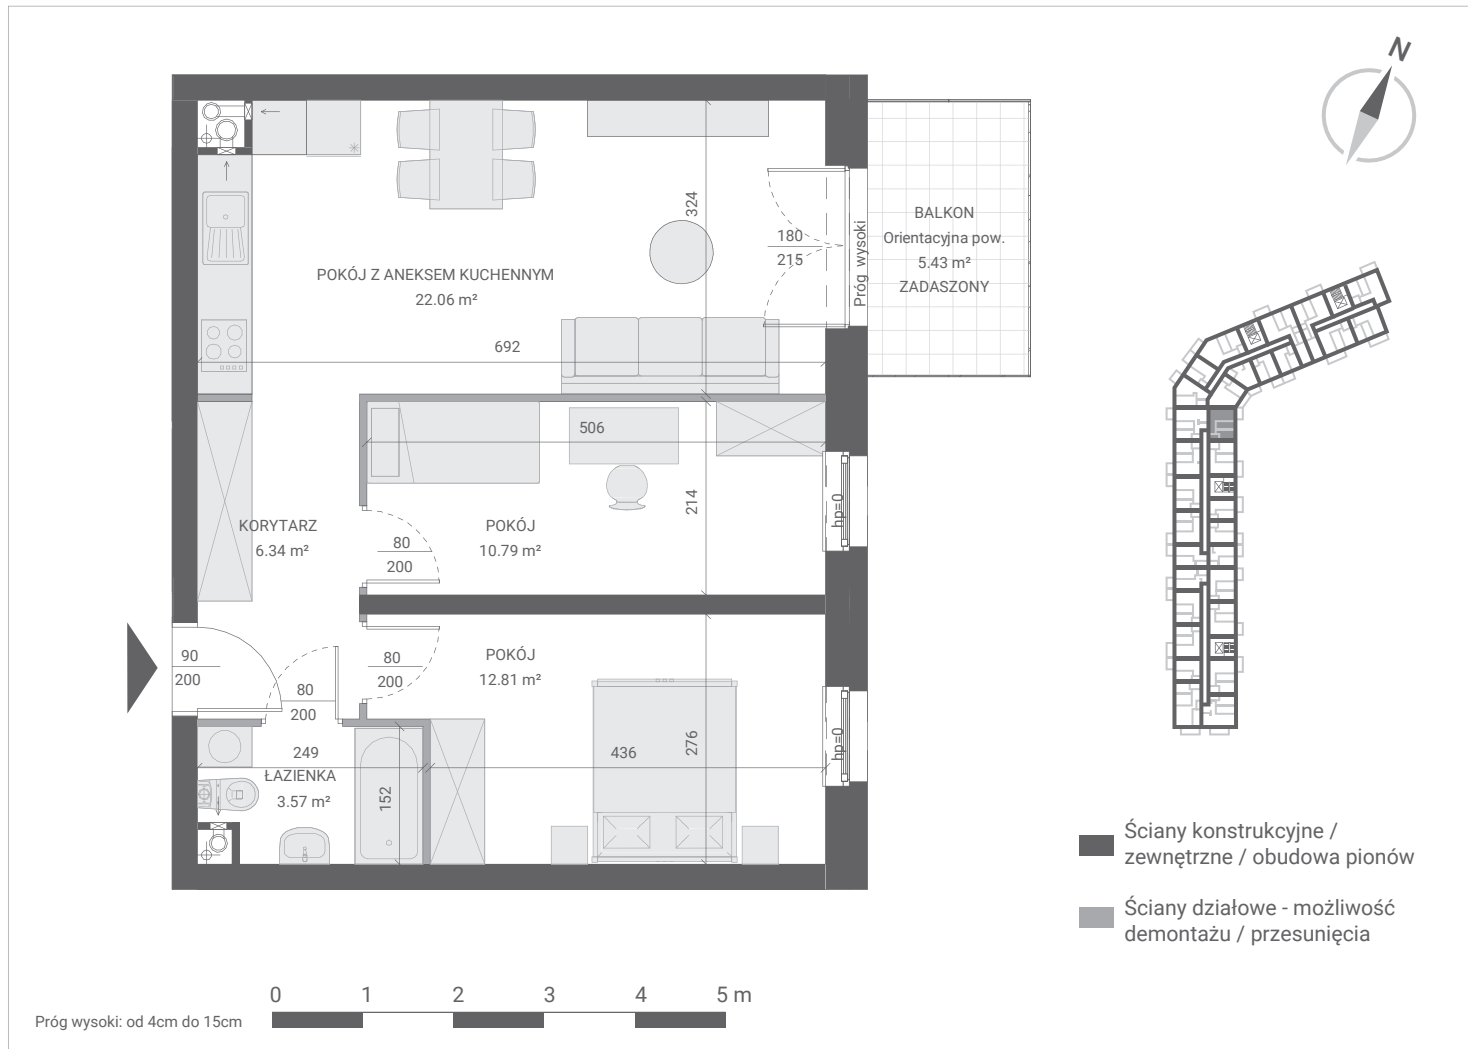 N
324
180
215
Próg wysoki
BALKON
Orientacyjna pow.
5.43 m²
ZADASZONY
POKÓJ Z ANEKSEM KUCHENNYM
22.06 m²
692
506
214
hp=0
KORYTARZ
6.34 m²
POKÓJ
10.79 m²
80
200
90
200
80
200
80
200
POKÓJ
12.81 m²
249
ŁAZIENKA
3.57 m²
152
436
276
hp=0
Ściany konstrukcyjne /
zewnętrzne / obudowa pionów
Ściany działowe - możliwość
demontażu / przesunięcia
Próg wysoki: od 4cm do 15cm
0 1 2 3 4 5 m